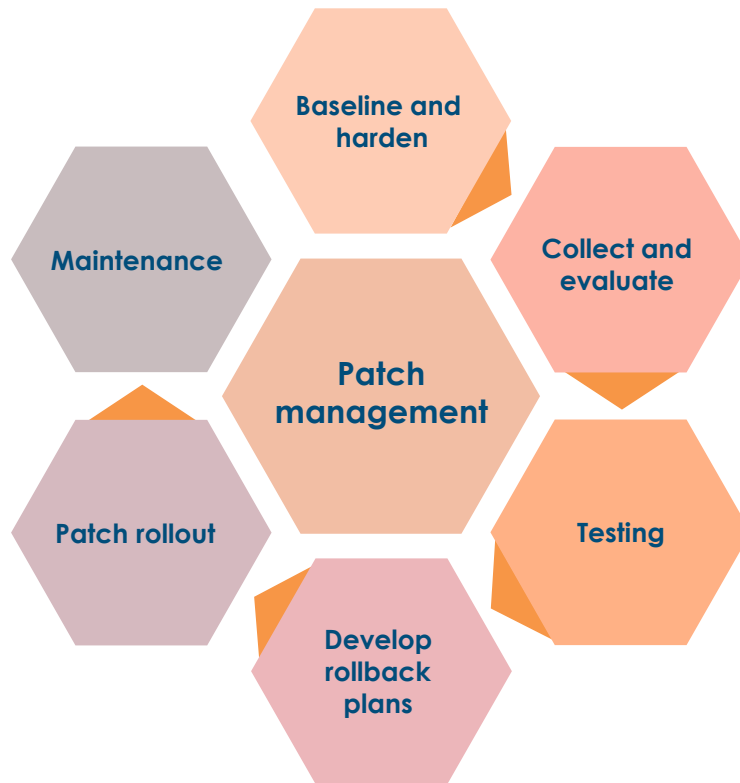 Baseline and
harden
Collect and
evaluate
Testing
Develop
rollback
plans
Patch rollout
Maintenance
Patch
management